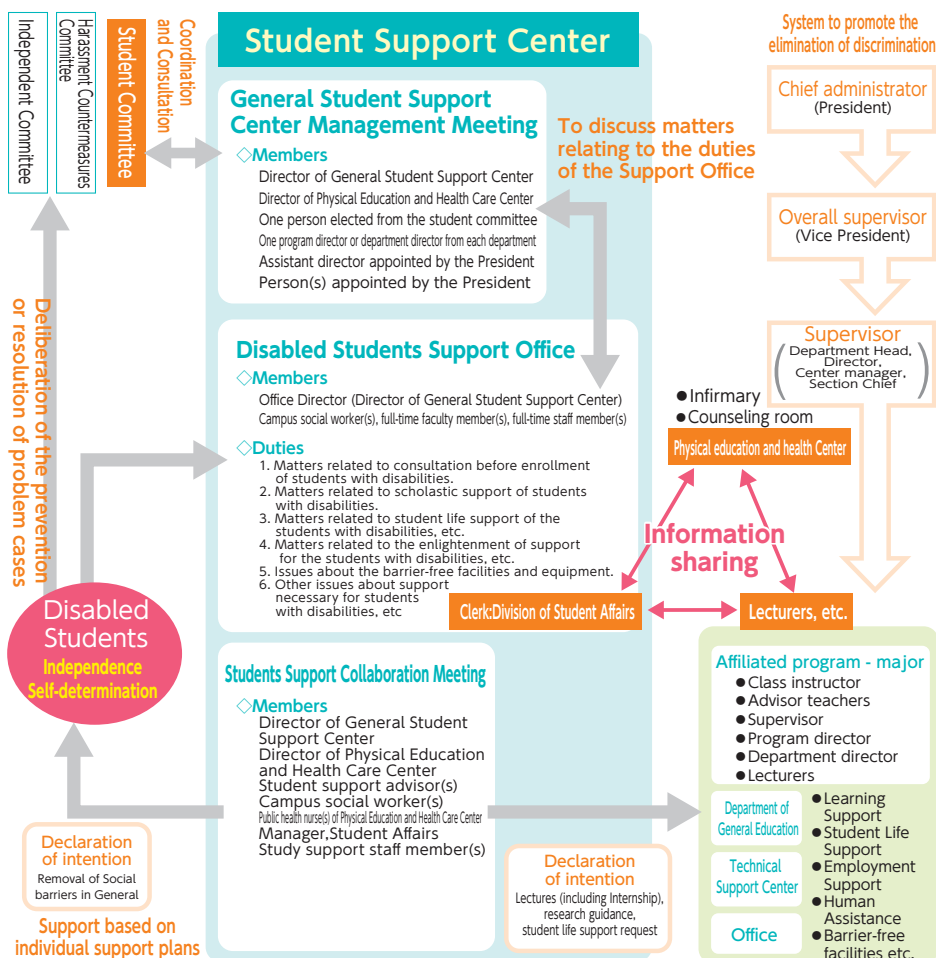 Independent Committee
Harassment Countermeasures
Committee
Student Committee
Coordination
and Consultation
Student Support Center
General Student Support
Center Management Meeting
◇Members
Director of General Student Support Center
Director of Physical Education and Health Care Center
One person elected from the student committee
One program director or department director from each department
Assistant director appointed by the President
Person(s) appointed by the President
To discuss matters
relating to the duties
of the Support Office
System to promote the
elimination of discrimination
Chief administrator
(President)
Overall supervisor
(Vice President)
Supervisor
(Department Head,
Director,
Center manager,
Section Chief)
Deliberation of the prevention
or resolution of problem cases
Disabled Students Support Office
◇Members
Office Director (Director of General Student Support Center)
Campus social worker(s), full-time faculty member(s), full-time staff member(s)
◇Duties
1. Matters related to consultation before enrollment
of students with disabilities.
2. Matters related to scholastic support of students
with disabilities.
3. Matters related to student life support of the
students with disabilities, etc.
4. Matters related to the enlightenment of support
for the students with disabilities, etc.
5. Issues about the barrier-free facilities and equipment.
6. Other issues about support
necessary for students
with disabilities, etc
● Infirmary
● Counseling room
Physical education and health Center
Information
sharing
Clerk:Division of Student Affairs
Lecturers, etc.
Disabled
Students
Independence
Self-determination
Students Support Collaboration Meeting
◇Members
Director of General Student
Support Center
Director of Physical Education
and Health Care Center
Student support advisor(s)
Campus social worker(s)
Public health nurse(s) of Physical Education and Health Care Center
Manager,Student Affairs
Study support staff member(s)
Affiliated program - major
● Class instructor
● Advisor teachers
● Supervisor
● Program director
● Department director
● Lecturers
Department of
General Education
Technical
Support Center
Office
● Learning
Support
● Student Life
Support
● Employment
Support
● Human
Assistance
● Barrier-free
facilities etc.
Declaration
of intention
Removal of Social
barriers in General
Support based on
individual support plans
Declaration
of intention
Lectures (including Internship),
research guidance,
student life support request